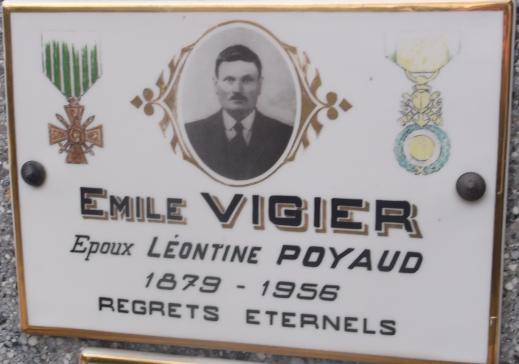 EMILE VIGIER
Epoux LÉONTINE POYAUD
1879 - 1956
REGRETS ETERNELS